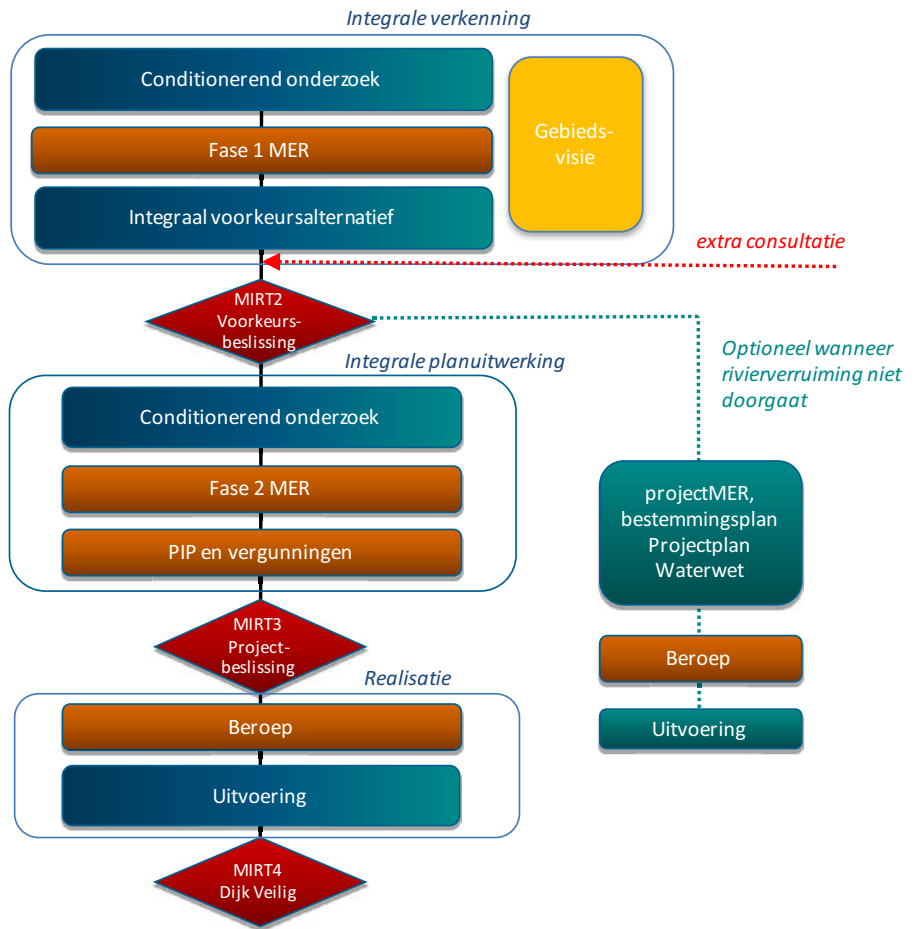 Integrale verkenning
Conditionerend onderzoek
Gebieds-
visie
Fase 1 MER
Integraal voorkeursalternatief
extra consultatie
MIRT2
Voorkeurs-
beslissing
Optioneel wanneer
rivierverruiming niet
doorgaat
Integrale planuitwerking
Conditionerend onderzoek
Fase 2 MER
PIP en vergunningen
projectMER,
bestemmingsplan
Projectplan
Waterwet
MIRT3
Project-
beslissing
Beroep
Uitvoering
Realisatie
Beroep
Uitvoering
MIRT4
Dijk Veilig